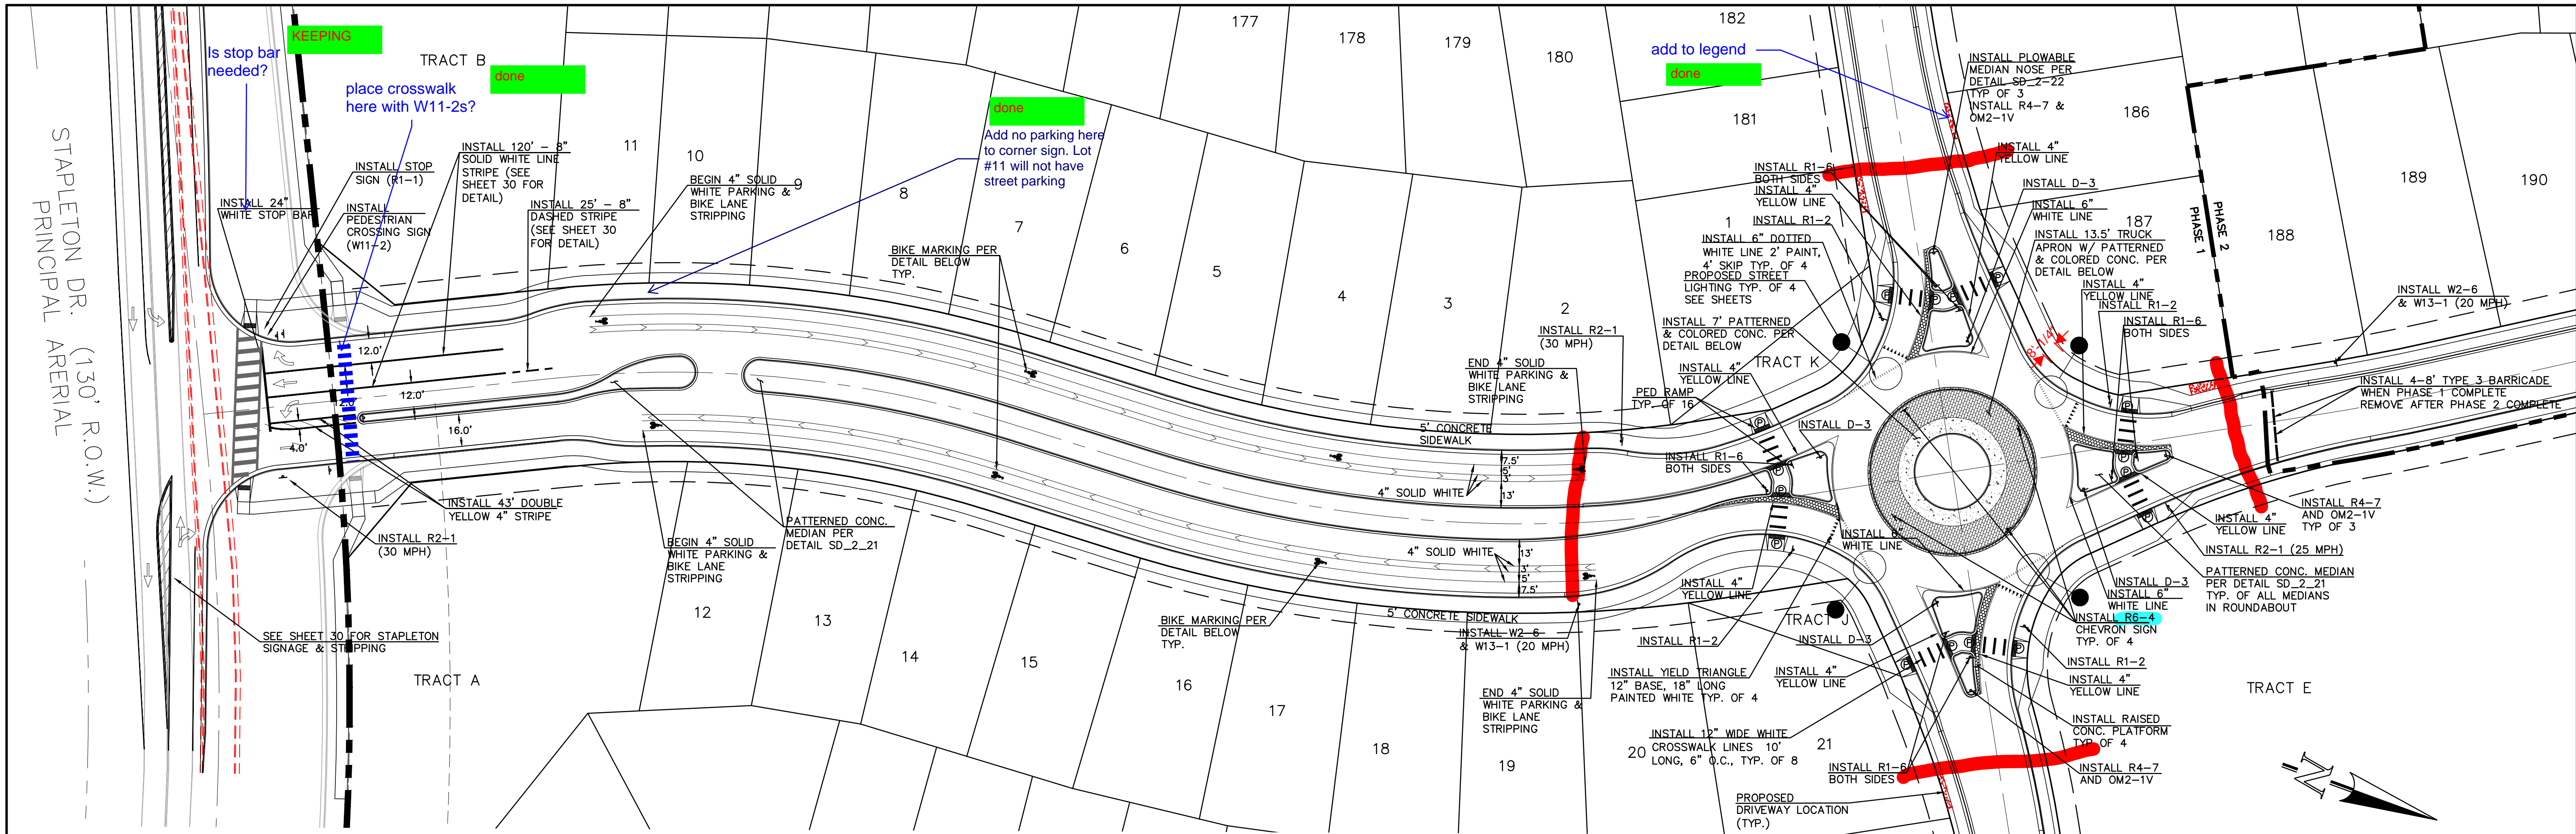 STAPLETON DR. (130' R.O.W.)
PRINCIPAL ARERIAL
Is stop bar
needed?
KEEPING
TRACT B
done
place crosswalk
here with W11-2s?
INSTALL STOP
SIGN (R1-1)
INSTALL 24"
WHITE STOP BAR
INSTALL
PEDESTRIAN
CROSSING SIGN
(W11-2)
INSTALL 120' - 8"
SOLID WHITE LINE
STRIPE (SEE
SHEET 30 FOR
DETAIL)
INSTALL 25' - 8"
DASHED STRIPE
(SEE SHEET 30
FOR DETAIL)
12.0'
12.0'
12.0'
16.0'
4.0'
INSTALL 43' DOUBLE
YELLOW 4" STRIPE
INSTALL R2-1
(30 MPH)
SEE SHEET 30 FOR STAPLETON
SIGNAGE & STRIPPING
TRACT A
11
10
9
8
7
6
5
4
3
2
1
BEGIN 4" SOLID
WHITE PARKING &
BIKE LANE
STRIPPING
done
Add no parking here
to corner sign. Lot
#11 will not have
street parking
BIKE MARKING PER
DETAIL BELOW
TYP.
PATTERNED CONC.
MEDIAN PER
DETAIL SD_2_21
BEGIN 4" SOLID
WHITE PARKING &
BIKE LANE
STRIPPING
12
13
14
15
16
17
18
19
20
21
BIKE MARKING PER
DETAIL BELOW
TYP.
177
178
179
180
181
182
186
187
188
189
190
add to legend
done
INSTALL R2-1
(30 MPH)
END 4" SOLID
WHITE PARKING &
BIKE LANE
STRIPPING
5' CONCRETE
SIDEWALK
7.5'
5'
3'
13'
4" SOLID WHITE
4" SOLID WHITE
13'
3'
5'
7.5'
5' CONCRETE SIDEWALK
INSTALL W2-6
& W13-1 (20 MPH)
END 4" SOLID
WHITE PARKING &
BIKE LANE
STRIPPING
INSTALL R1-6
BOTH SIDES
INSTALL 4"
YELLOW LINE
INSTALL R1-2
INSTALL 6" DOTTED
WHITE LINE 2' PAINT,
4' SKIP TYP. OF 4
PROPOSED STREET
LIGHTING TYP. OF 4
SEE SHEETS
INSTALL 7' PATTERNED
& COLORED CONC. PER
DETAIL BELOW
TRACT K
INSTALL 4"
YELLOW LINE
PED RAMP
TYP. OF 16
INSTALL D-3
INSTALL R1-6
BOTH SIDES
INSTALL 6"
WHITE LINE
INSTALL 4"
YELLOW LINE
TRACT J
INSTALL R1-2
INSTALL D-3
INSTALL YIELD TRIANGLE
12" BASE, 18" LONG
PAINTED WHITE TYP. OF 4
INSTALL 4"
YELLOW LINE
INSTALL 12" WIDE WHITE
CROSSWALK LINES 10'
LONG, 6" O.C., TYP. OF 8
INSTALL R1-6
BOTH SIDES
PROPOSED
DRIVEWAY LOCATION
(TYP.)
INSTALL PLOWABLE
MEDIAN NOSE PER
DETAIL SD_2-22
TYP OF 3
INSTALL R4-7 &
OM2-1V
INSTALL 4"
YELLOW LINE
INSTALL D-3
INSTALL 6"
WHITE LINE
INSTALL 13.5' TRUCK
APRON W/ PATTERNED
& COLORED CONC. PER
DETAIL BELOW
INSTALL 4"
YELLOW LINE
INSTALL R1-2
INSTALL R1-6
BOTH SIDES
8'-1/4"
PHASE 1
PHASE 2
INSTALL W2-6
& W13-1 (20 MPH)
INSTALL 4-8' TYPE 3 BARRICADE
WHEN PHASE 1 COMPLETE
REMOVE AFTER PHASE 2 COMPLETE
INSTALL R4-7
AND OM2-1V
TYP OF 3
INSTALL 4"
YELLOW LINE
INSTALL R2-1 (25 MPH)
PATTERNED CONC. MEDIAN
PER DETAIL SD_2_21
TYP. OF ALL MEDIANS
IN ROUNDABOUT
INSTALL D-3
INSTALL 6"
WHITE LINE
INSTALL R6-4
CHEVRON SIGN
TYP. OF 4
INSTALL R1-2
INSTALL 4"
YELLOW LINE
INSTALL RAISED
CONC. PLATFORM
TYP OF 4
INSTALL R4-7
AND OM2-1V
TRACT E
N